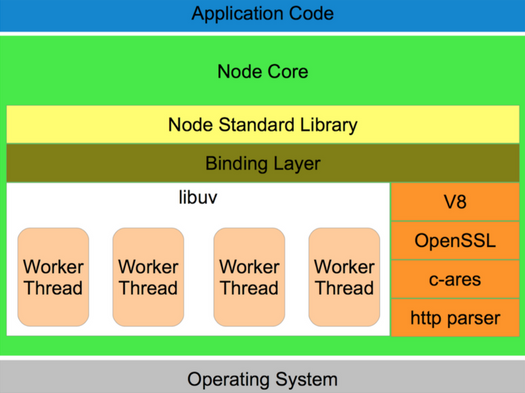 Application Code
Node Core
Node Standard Library
Binding Layer
libuv
V8
OpenSSL
c-ares
http parser
Worker
Thread
Worker
Thread
Worker
Thread
Worker
Thread
Operating System